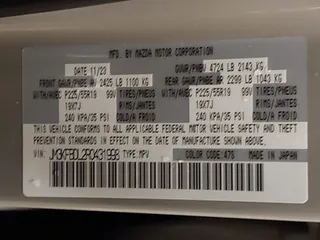 MFD. BY MAZDA MOTOR CORPORATION
DATE 11/23 GVWR/PNBV 4724 LB 2143 KG
FRONT GAWR/PNBE AV 2425 LB 1100 KG REAR GAWR/PNBE AR 2299 LB 1043 KG
WITH/AVEC P225/55R19 99V TIRES/PNEUS WITH/AVEC P225/55R19 99V TIRES/PNEUS
19X7J RIMS/JANTES 19X7J RIMS/JANTES
240 KPA/35 PSI COLD/A FROID 240 KPA/35 PSI COLD/A FROID
THIS VEHICLE CONFORMS TO ALL APPLICABLE FEDERAL MOTOR VEHICLE SAFETY AND THEFT
PREVENTION STANDARDS IN EFFECT ON THE DATE OF MANUFACTURE SHOWN ABOVE.
VIN: JM3KFBDL2R0431998 TYPE:MPV COLOR CODE:47S MADE IN JAPAN